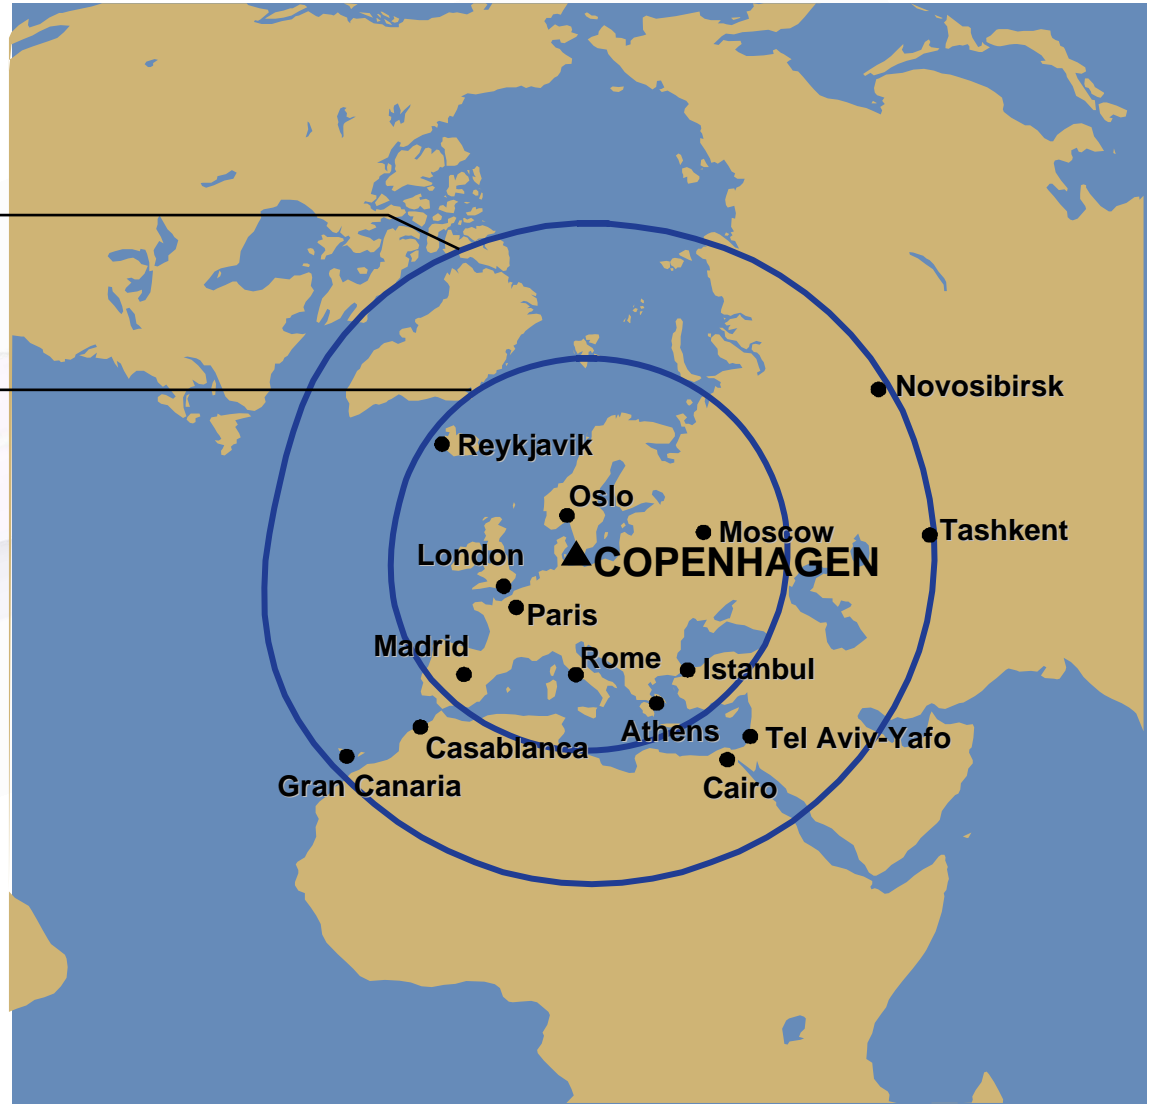 Novosibirsk
Reykjavik
Oslo
Moscow
Tashkent
London
COPENHAGEN
Paris
Madrid
Rome
Istanbul
Athens
Tel Aviv-Yafo
Casablanca
Gran Canaria
Cairo